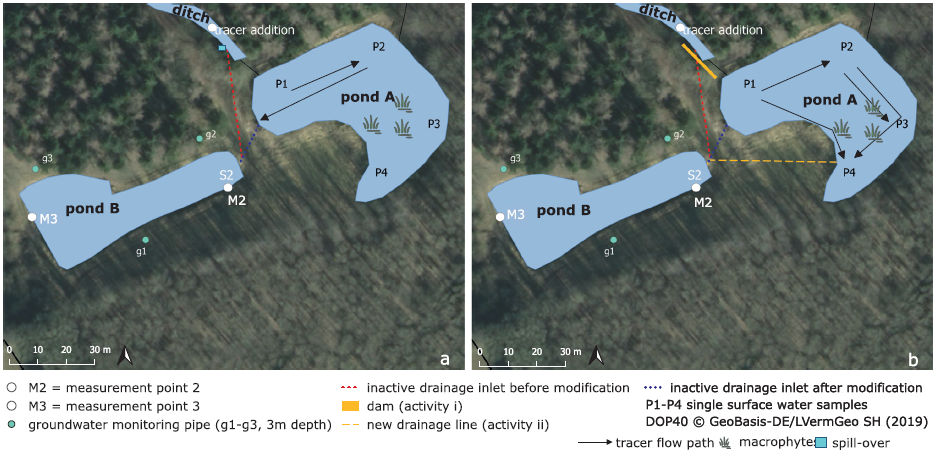 ditch
tracer addition
P1
P2
pond A
P3
P4
g2
g3
S2
M2
pond B
M3
g1
0 10 20 30 m
a
ditch
tracer addition
P1
P2
pond A
P3
P4
g2
g3
S2
M2
pond B
M3
g1
0 10 20 30 m
b
M2 = measurement point 2
M3 = measurement point 3
groundwater monitoring pipe (g1-g3, 3m depth)
inactive drainage inlet before modification
dam (activity i)
new drainage line (activity ii)
inactive drainage inlet after modification
P1-P4 single surface water samples
DOP40 © GeoBasis-DE/LVermGeo SH (2019)
tracer flow path macrophytes spill-over